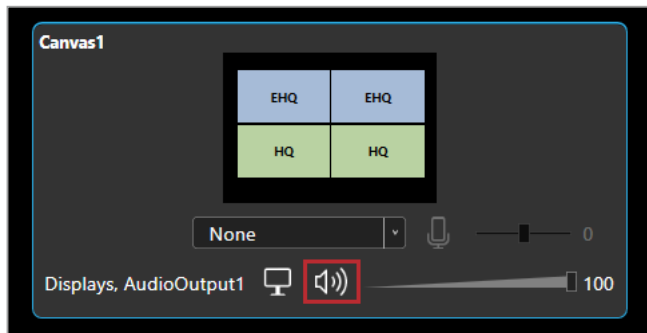 Canvas1
EHQ EHQ
HQ HQ
None 0
Displays, AudioOutput1 100